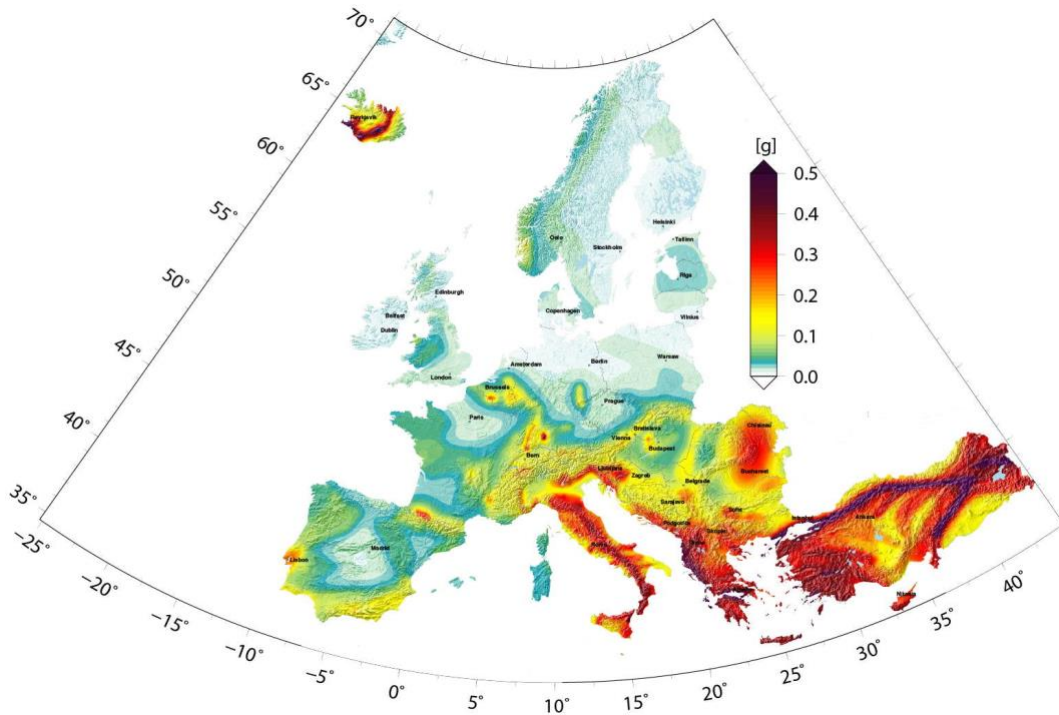 70°
65°
60°
55°
50°
45°
40°
35°
−25°
−20°
−15°
−10°
−5°
0°
5°
10°
15°
20°
25°
30°
35°
40°
[g]
0.5
0.4
0.3
0.2
0.1
0.0
Reykjavik
Helsinki
Tallinn
Oslo
Stockholm
Riga
Edinburgh
Copenhagen
Vilnius
Belfast
Dublin
Amsterdam
Berlin
Warsaw
London
Brussels
Prague
Paris
Bratislava
Vienna
Budapest
Chisinau
Bern
Ljubljana
Zagreb
Bucharest
Belgrade
Sarajevo
Sofia
Podgorica
Istanbul
Ankara
Madrid
Lisbon
Nicosia